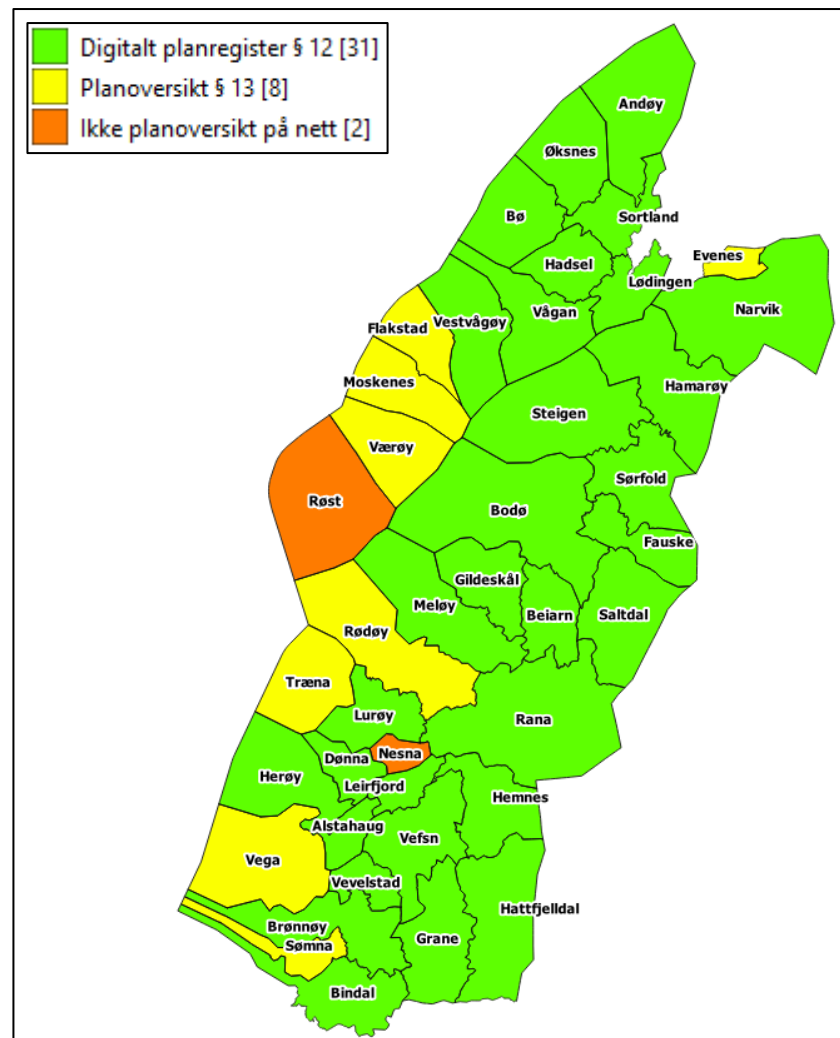 Digitalt planregister § 12 [31]
Planoversikt § 13 [8]
Ikke planoversikt på nett [2]
Andøy
Øksnes
Bø
Sortland
Evenes
Hadsel
Lødingen
Narvik
Vågan
Vestvågøy
Flakstad
Moskenes
Hamarøy
Steigen
Værøy
Sørfold
Røst
Bodø
Fauske
Gildeskål
Meløy
Beiarn
Saltdal
Rødøy
Træna
Lurøy
Rana
Nesna
Dønna
Herøy
Leirfjord
Hemnes
Alstahaug
Vefsn
Vega
Vevelstad
Hattfjelldal
Brønnøy
Grane
Sømna
Bindal